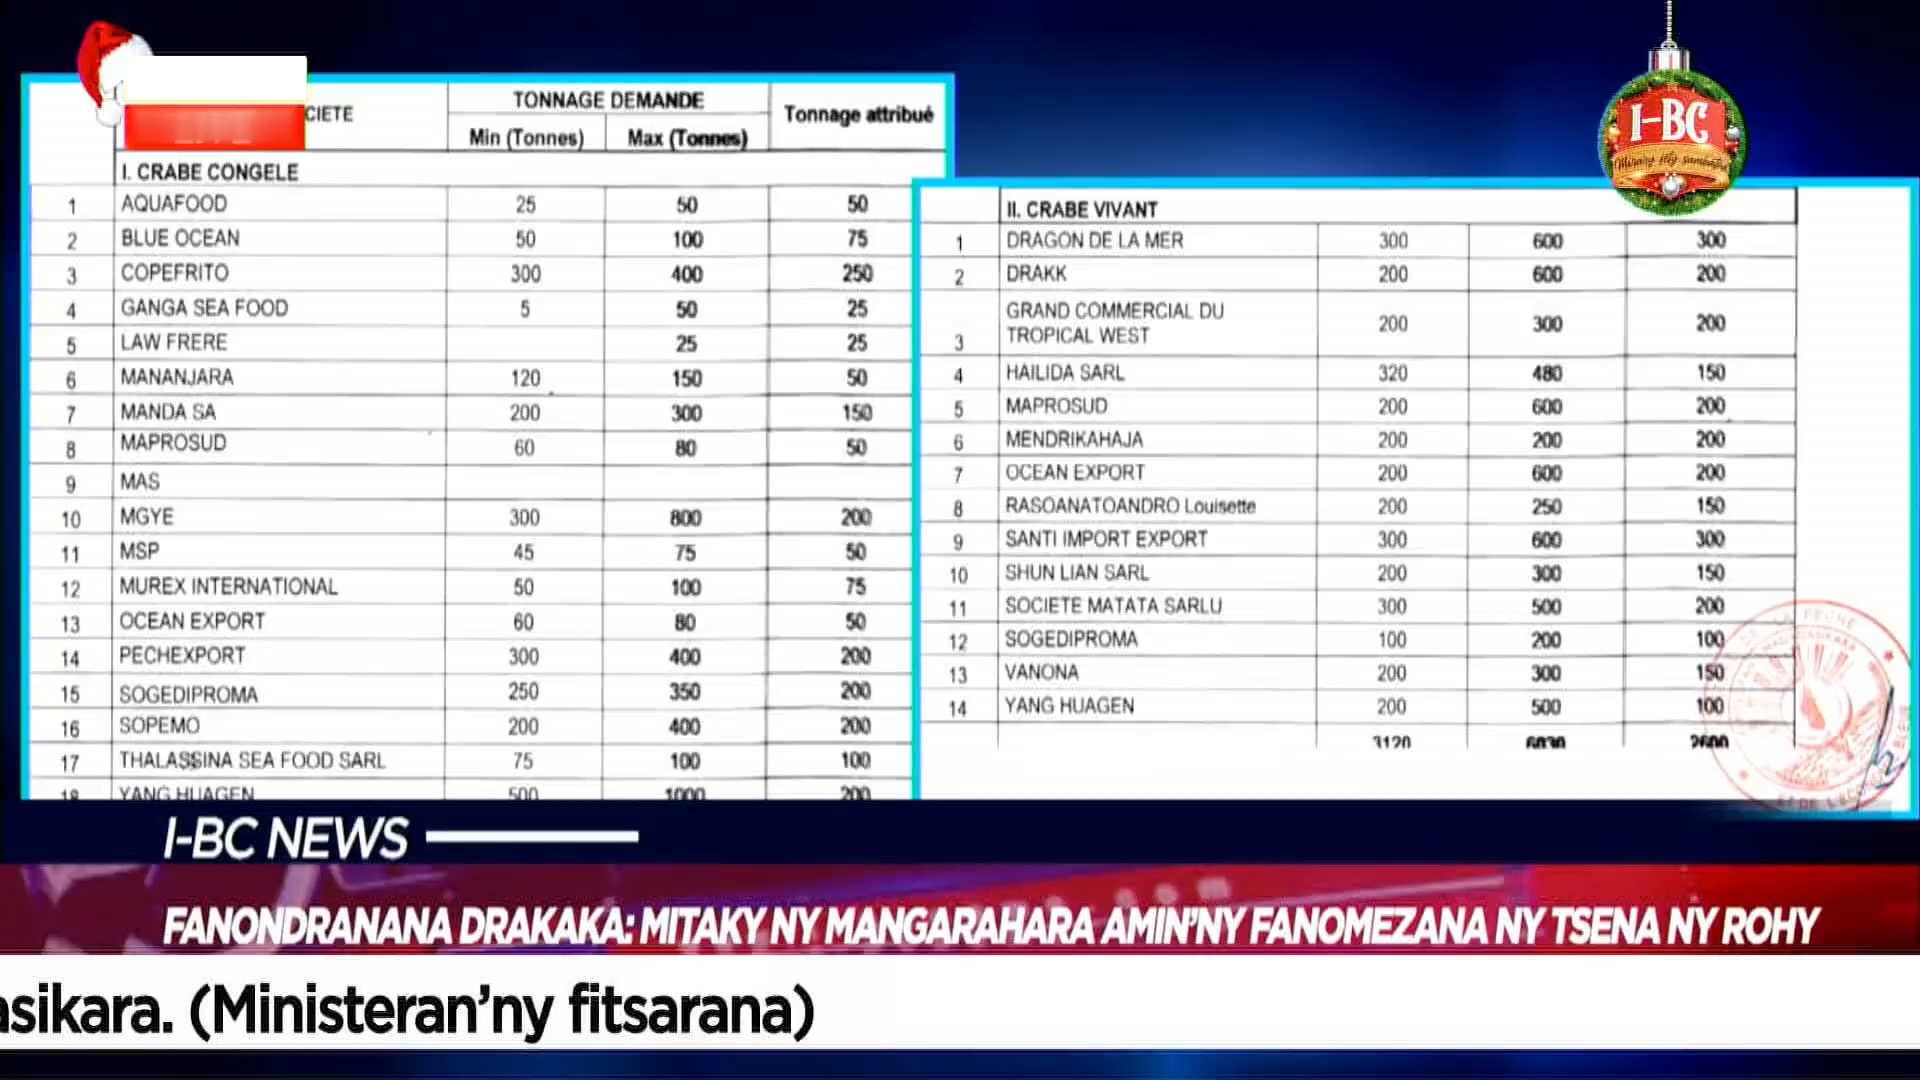 CIETE TONNAGE DEMANDE Tonnage attribué
Min (Tonnes) Max (Tonnes)
I. CRABE CONGELE
1 AQUAFOOD 25 50 50
2 BLUE OCEAN 50 100 75
3 COPEFRITO 300 400 250
4 GANGA SEA FOOD 5 50 25
5 LAW FRERE 25 25
6 MANANJARA 120 150 50
7 MANDA SA 200 300 150
8 MAPROSUD 60 80 50
9 MAS
10 MGYE 300 800 200
11 MSP 45 75 50
12 MUREX INTERNATIONAL 50 100 75
13 OCEAN EXPORT 60 80 50
14 PECHEXPORT 300 400 200
15 SOGEDIPROMA 250 350 200
16 SOPEMO 200 400 200
17 THALASSINA SEA FOOD SARL 75 100 100
18 YANG HUAGEN 500 1000 200
II. CRABE VIVANT
1 DRAGON DE LA MER 300 600 300
2 DRAKK 200 600 200
3 GRAND COMMERCIAL DU
TROPICAL WEST 200 300 200
4 HAILIDA SARL 320 480 150
5 MAPROSUD 200 600 200
6 MENDRIKAHAJA 200 200 200
7 OCEAN EXPORT 200 600 200
8 RASOANATOANDRO Louisette 200 250 150
9 SANTI IMPORT EXPORT 300 600 300
10 SHUN LIAN SARL 200 300 150
11 SOCIETE MATATA SARLU 300 500 200
12 SOGEDIPROMA 100 200 100
13 VANONA 200 300 150
14 YANG HUAGEN 200 500 100
3120 6030 2600
I-BC
I-BC NEWS
FANONDRANANA DRAKAKA: MITAKY NY MANGARAHARA AMIN'NY FANOMEZANA NY TSENA NY ROHY
asikara. (Ministeran'ny fitsarana)